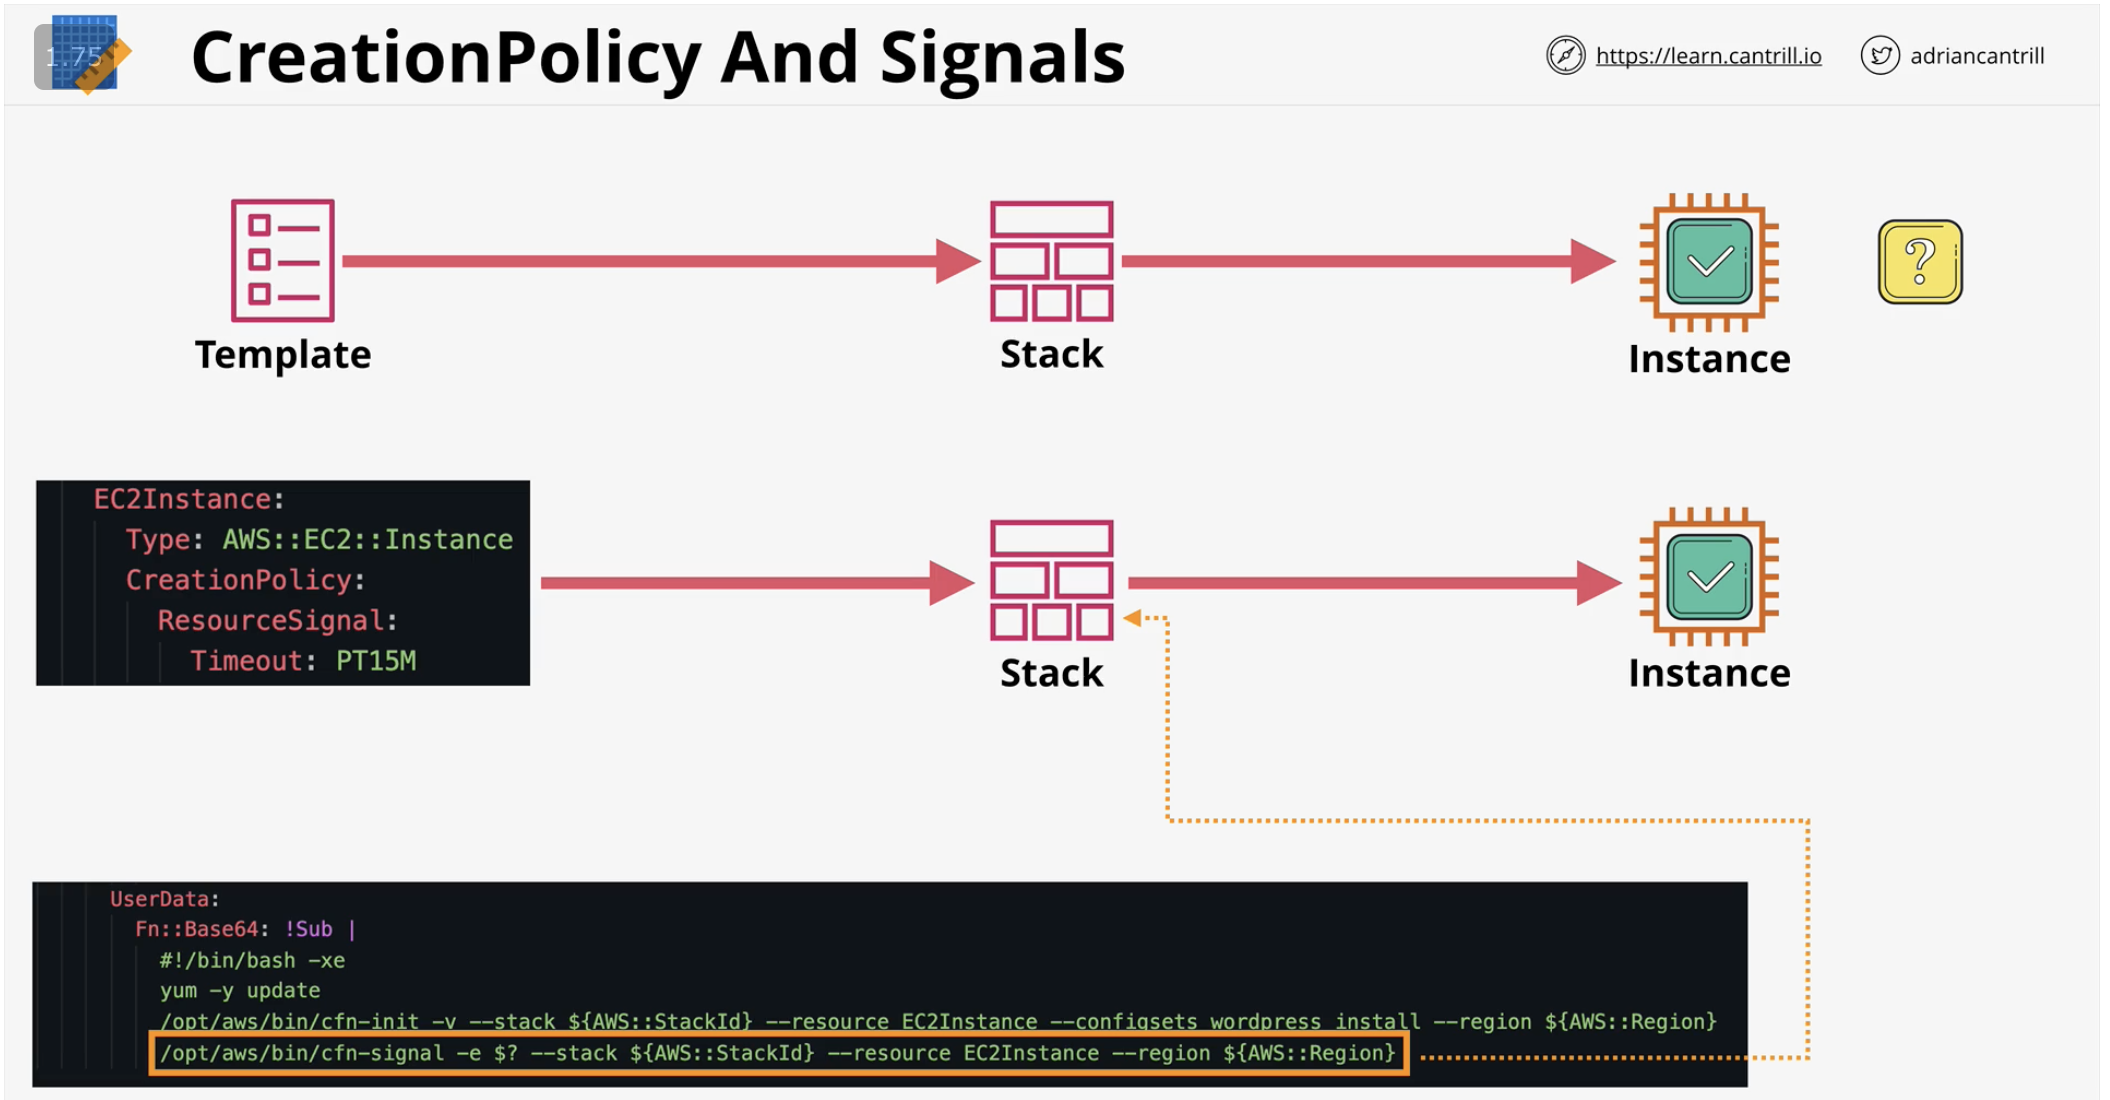 1.75
CreationPolicy And Signals
https://learn.cantrill.io
adriancantrill
Template
Stack
Instance
?
EC2Instance:
Type: AWS::EC2::Instance
CreationPolicy:
ResourceSignal:
Timeout: PT15M
Stack
Instance
UserData:
Fn::Base64: !Sub |
#!/bin/bash -xe
yum -y update
/opt/aws/bin/cfn-init -v --stack ${AWS::StackId} --resource EC2Instance --configsets wordpress_install --region ${AWS::Region}
/opt/aws/bin/cfn-signal -e $? --stack ${AWS::StackId} --resource EC2Instance --region ${AWS::Region}